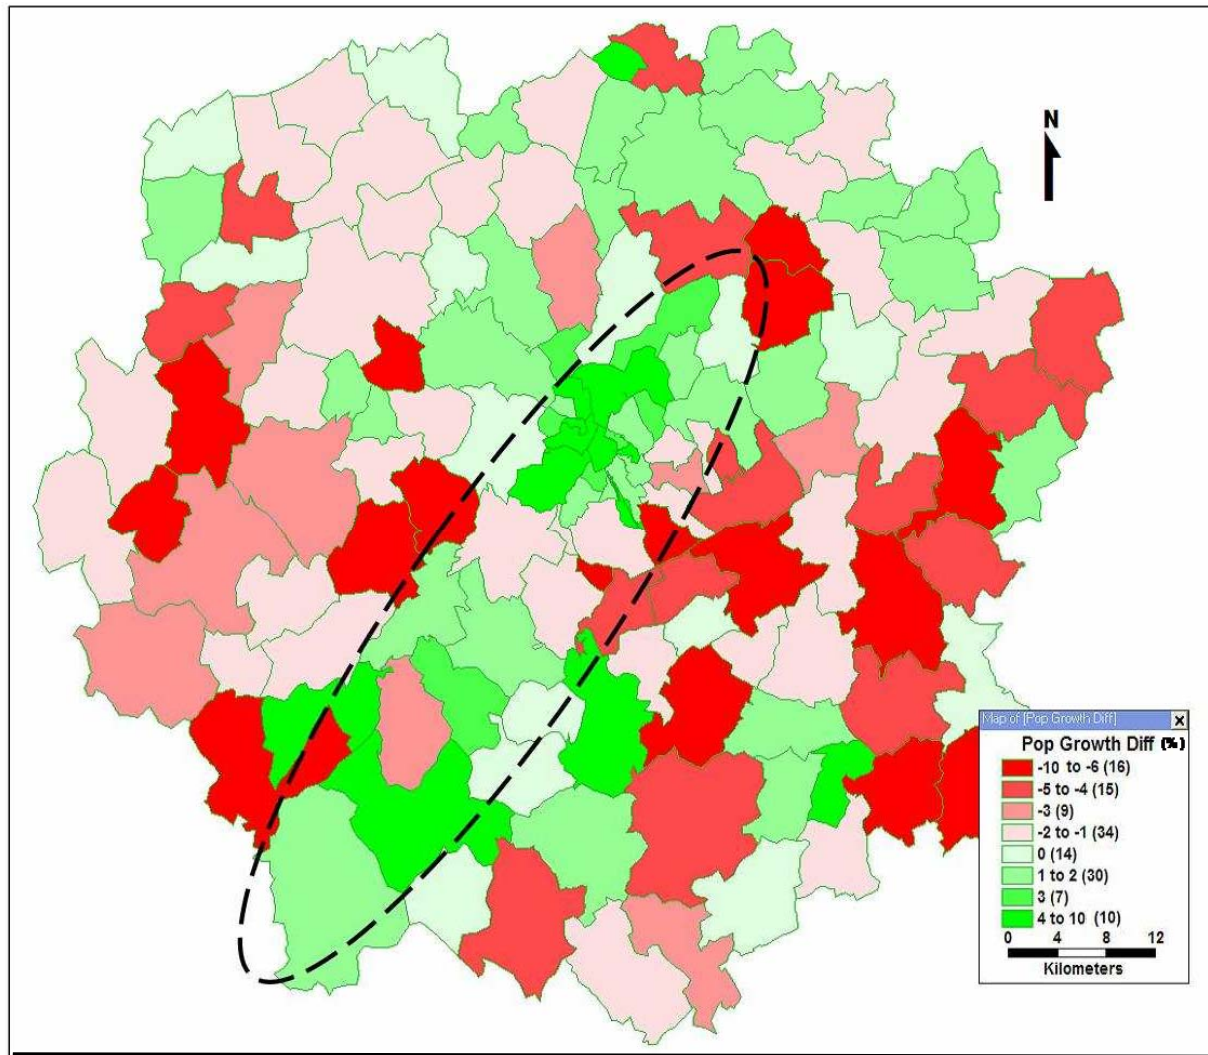 N
Map of [Pop Growth Diff]
Pop Growth Diff (%)
-10 to -6 (16)
-5 to -4 (15)
-3 (9)
-2 to -1 (34)
0 (14)
1 to 2 (30)
3 (7)
4 to 10 (10)
0 4 8 12
Kilometers